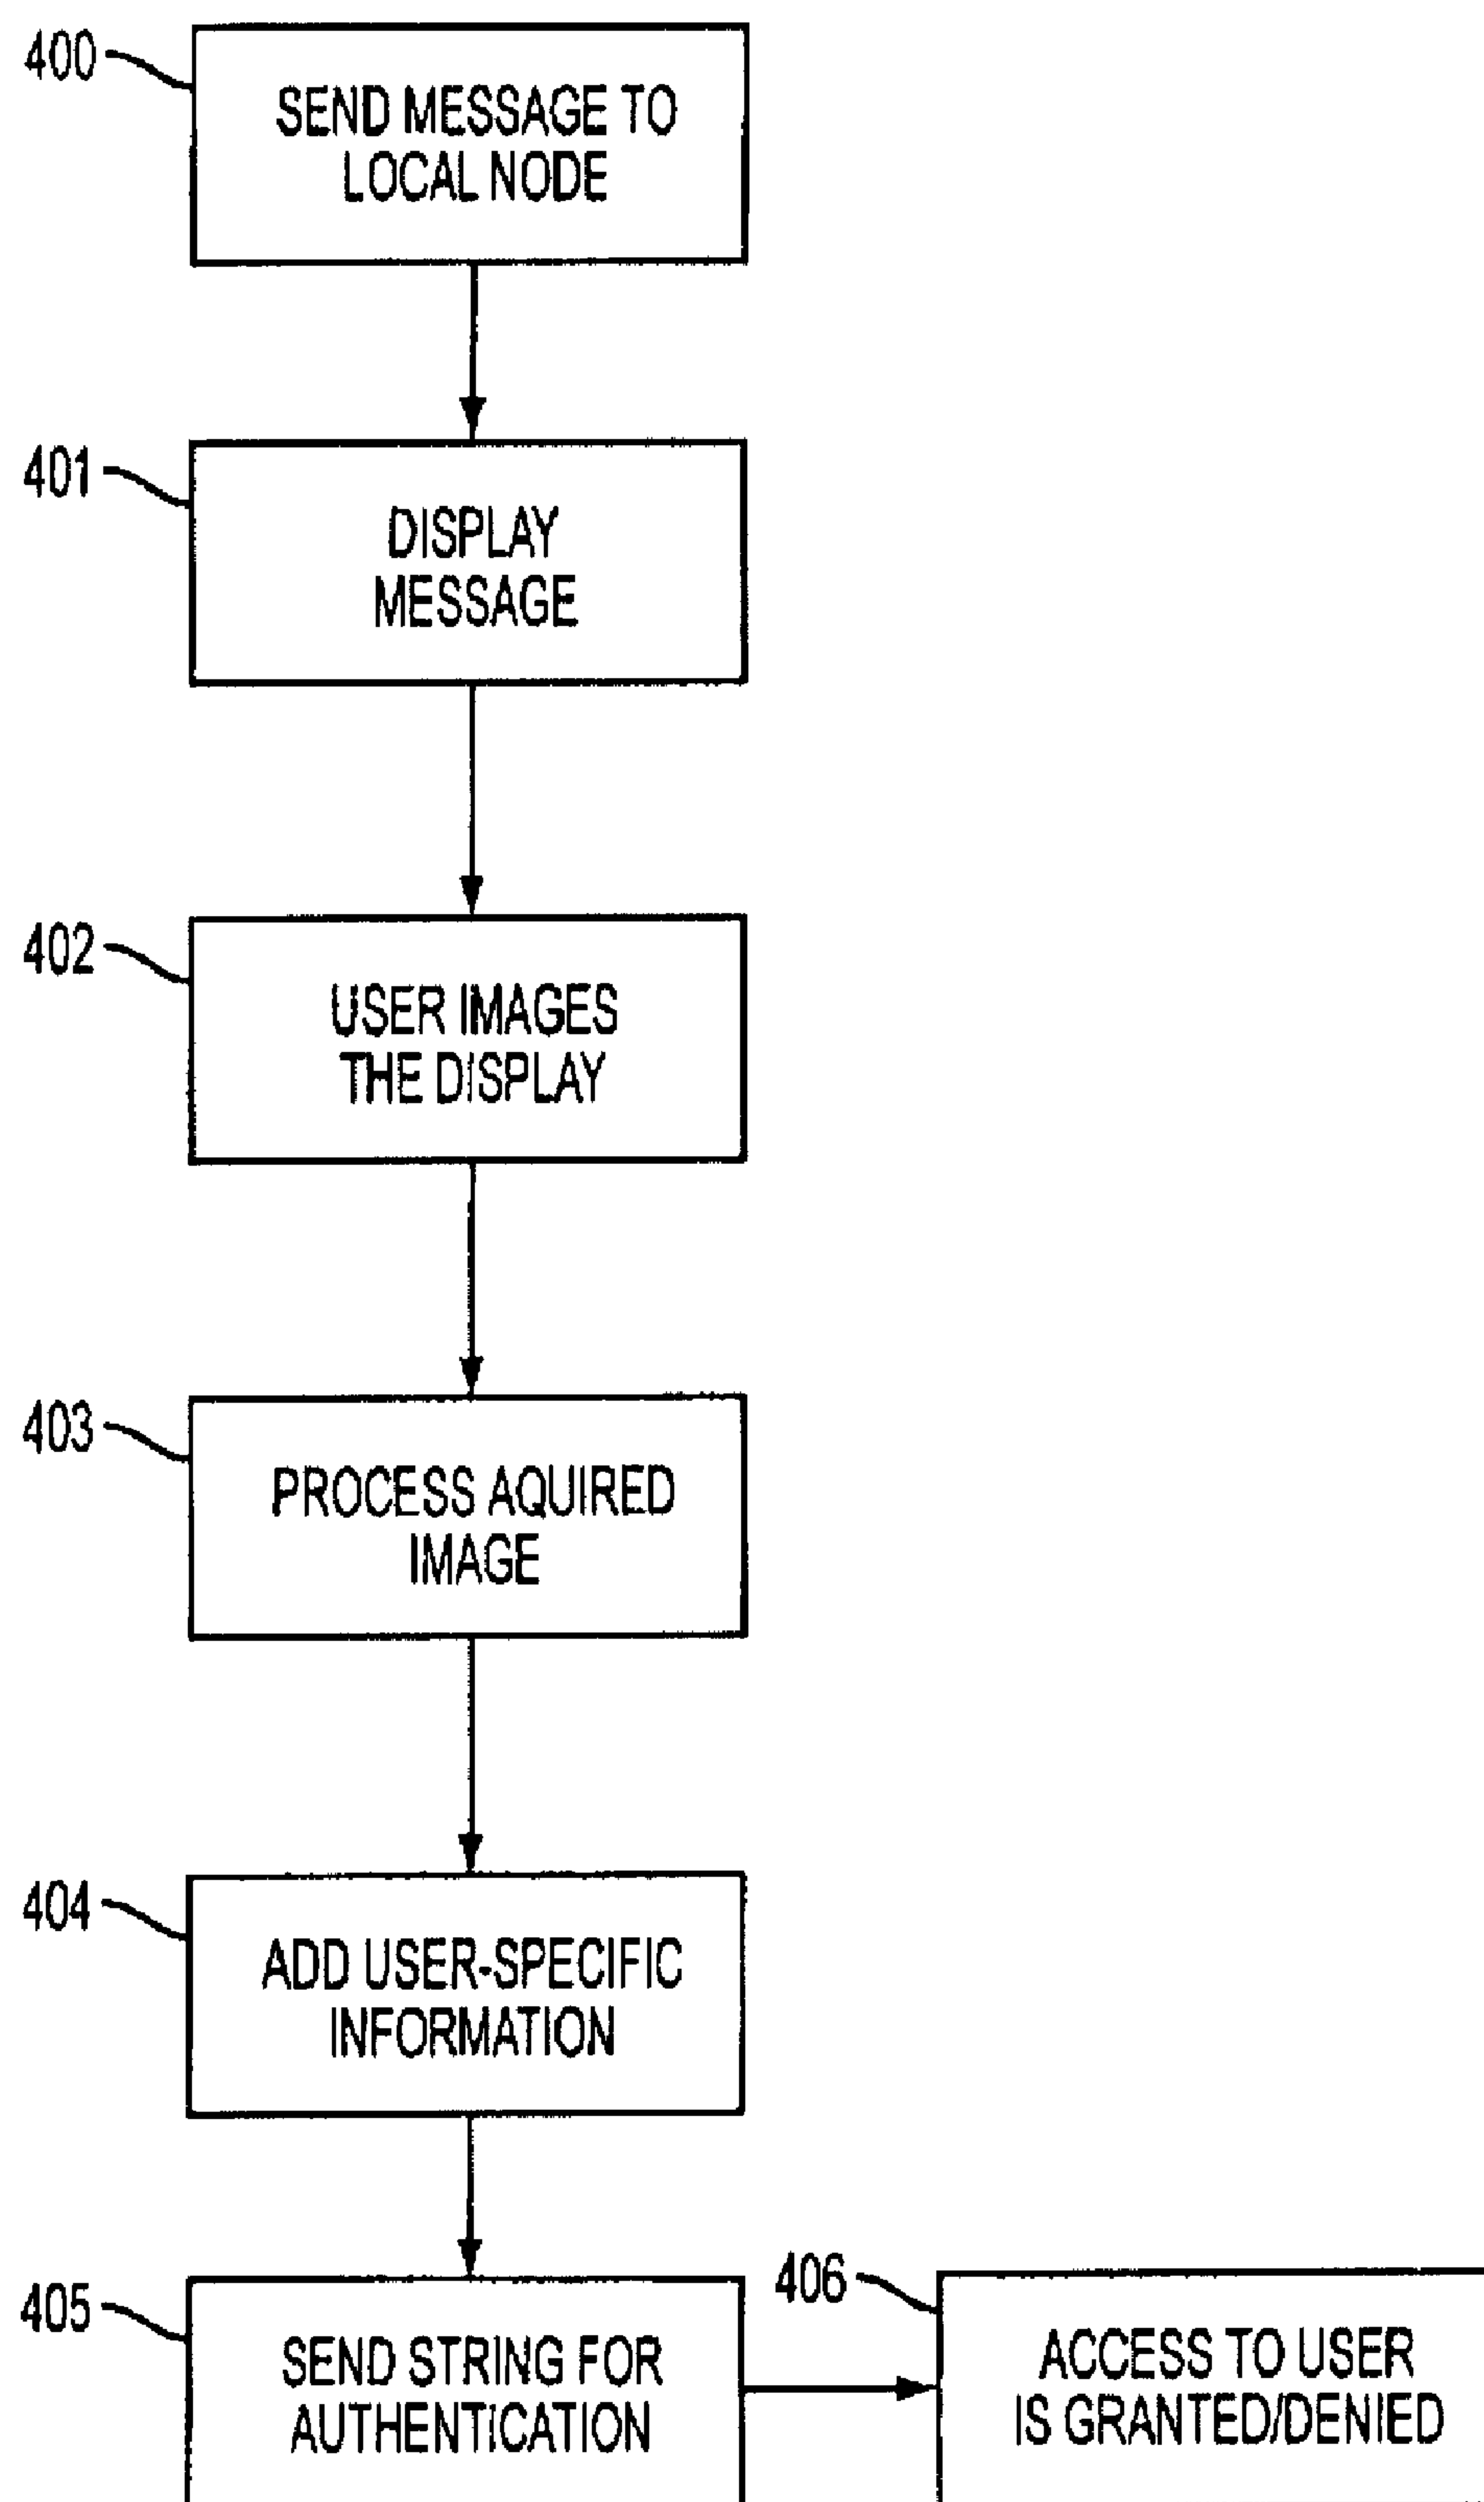 400
SEND MESSAGE TO
LOCAL NODE
401
DISPLAY
MESSAGE
402
USER IMAGES
THE DISPLAY
403
PROCESS AQUIRED
IMAGE
404
ADD USER-SPECIFIC
INFORMATION
405
SEND STRING FOR
AUTHENTICATION
406
ACCESS TO USER
IS GRANTED/DENIED